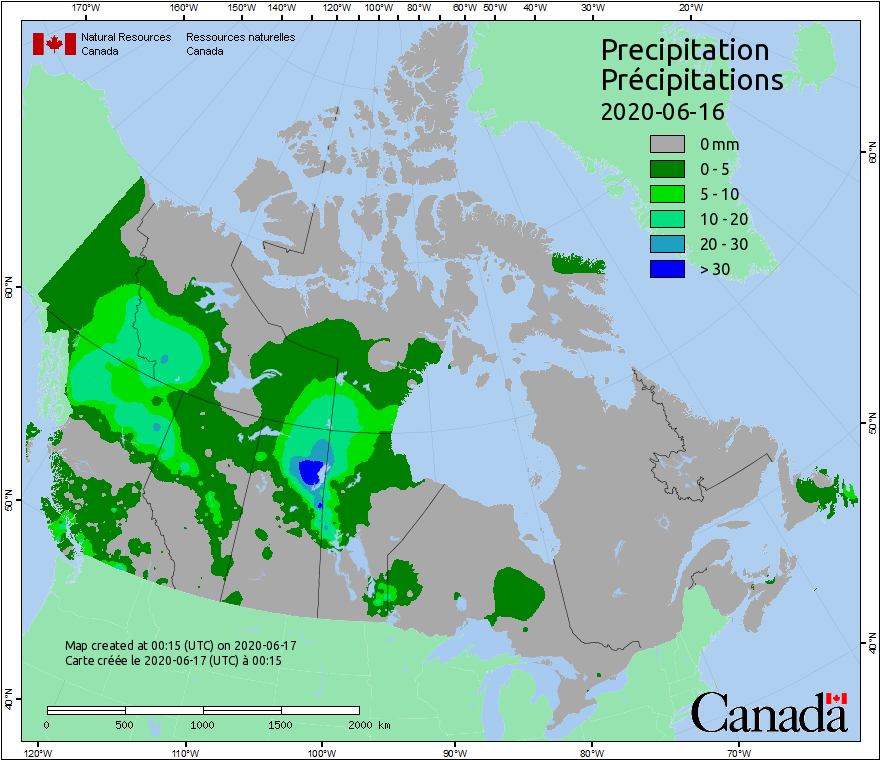 170°W 160°W 150°W 140°W 120°W 100°W 80°W 60°W 50°W 40°W 30°W 20°W
Natural Resources Ressources naturelles
Canada Canada
Precipitation
Précipitations
2020-06-16
0 mm
0 - 5
5 - 10
10 - 20
20 - 30
> 30
60°N 60°N
50°N 50°N
40°N 40°N
Map created at 00:15 (UTC) on 2020-06-17
Carte créée le 2020-06-17 (UTC) à 00:15
0 500 1000 1500 2000 km
Canada
120°W 110°W 100°W 90°W 80°W 70°W